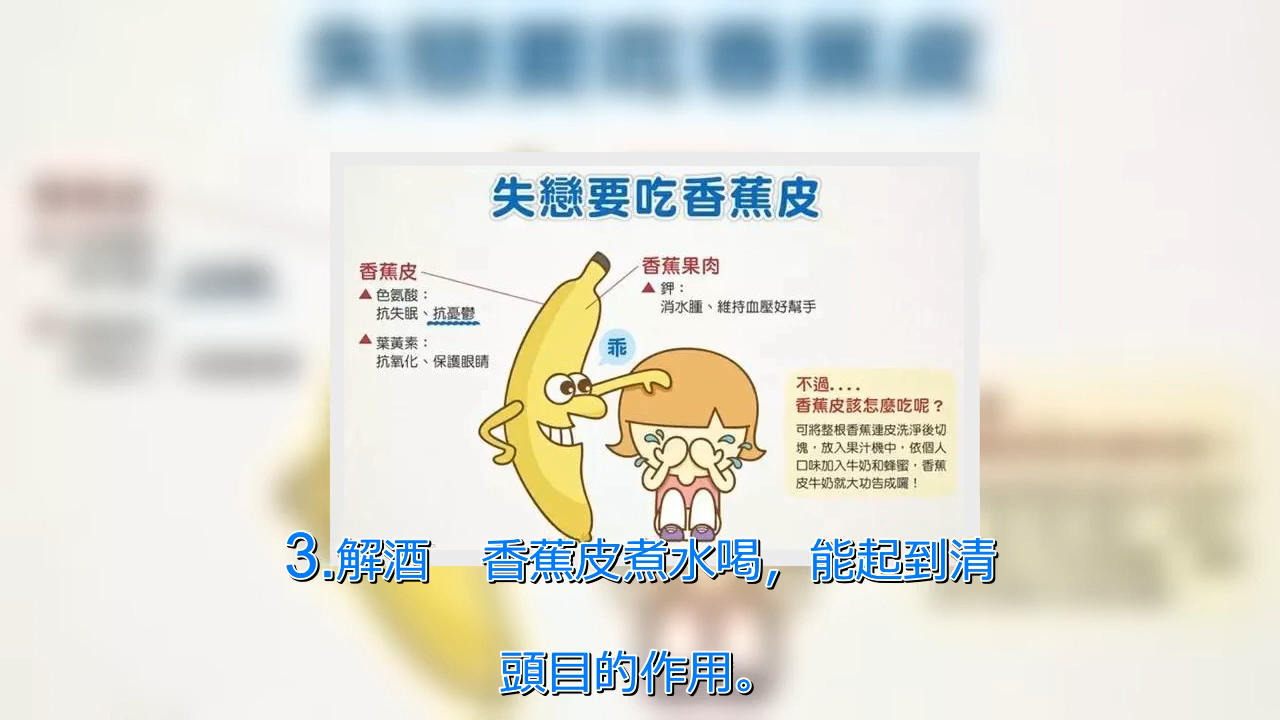 失戀要吃香蕉皮
香蕉皮
▲色氨酸：
抗失眠、抗憂鬱
▲葉黃素：
抗氧化、保護眼睛
香蕉果肉
▲鉀：
消水腫、維持血壓好幫手
乖
不過....
香蕉皮該怎麼吃呢？
可將整根香蕉連皮洗淨後切
塊，放入果汁機中，依個人
口味加入牛奶和蜂蜜，香蕉
皮牛奶就大功告成囉！
3.解酒　香蕉皮煮水喝，能起到清
頭目的作用。